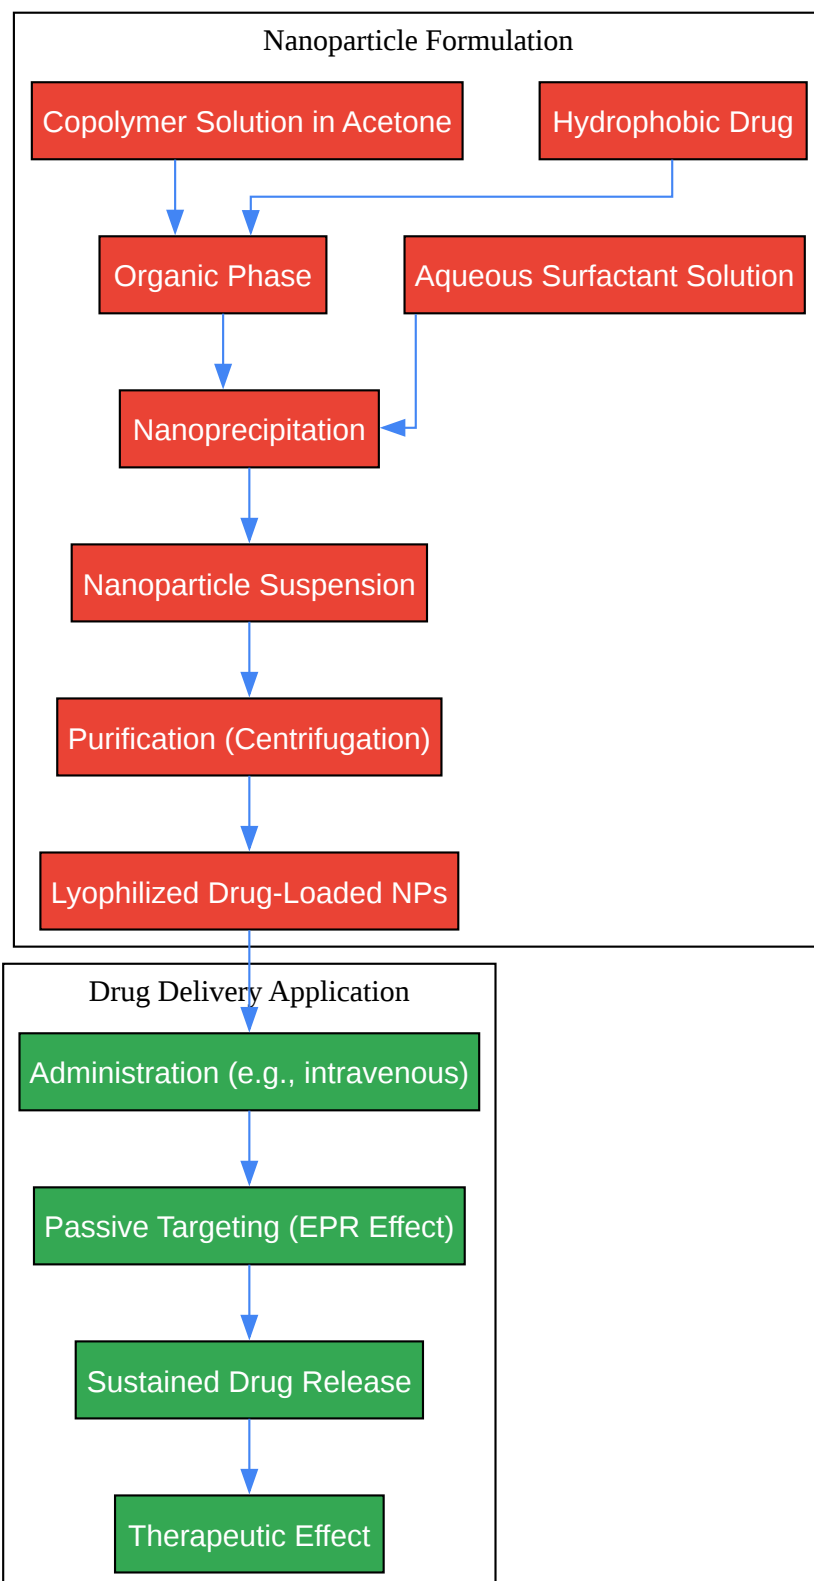 Nanoparticle Formulation
Copolymer Solution in Acetone
Hydrophobic Drug
Organic Phase
Aqueous Surfactant Solution
Nanoprecipitation
Nanoparticle Suspension
Purification (Centrifugation)
Lyophilized Drug-Loaded NPs
Drug Delivery Application
Administration (e.g., intravenous)
Passive Targeting (EPR Effect)
Sustained Drug Release
Therapeutic Effect